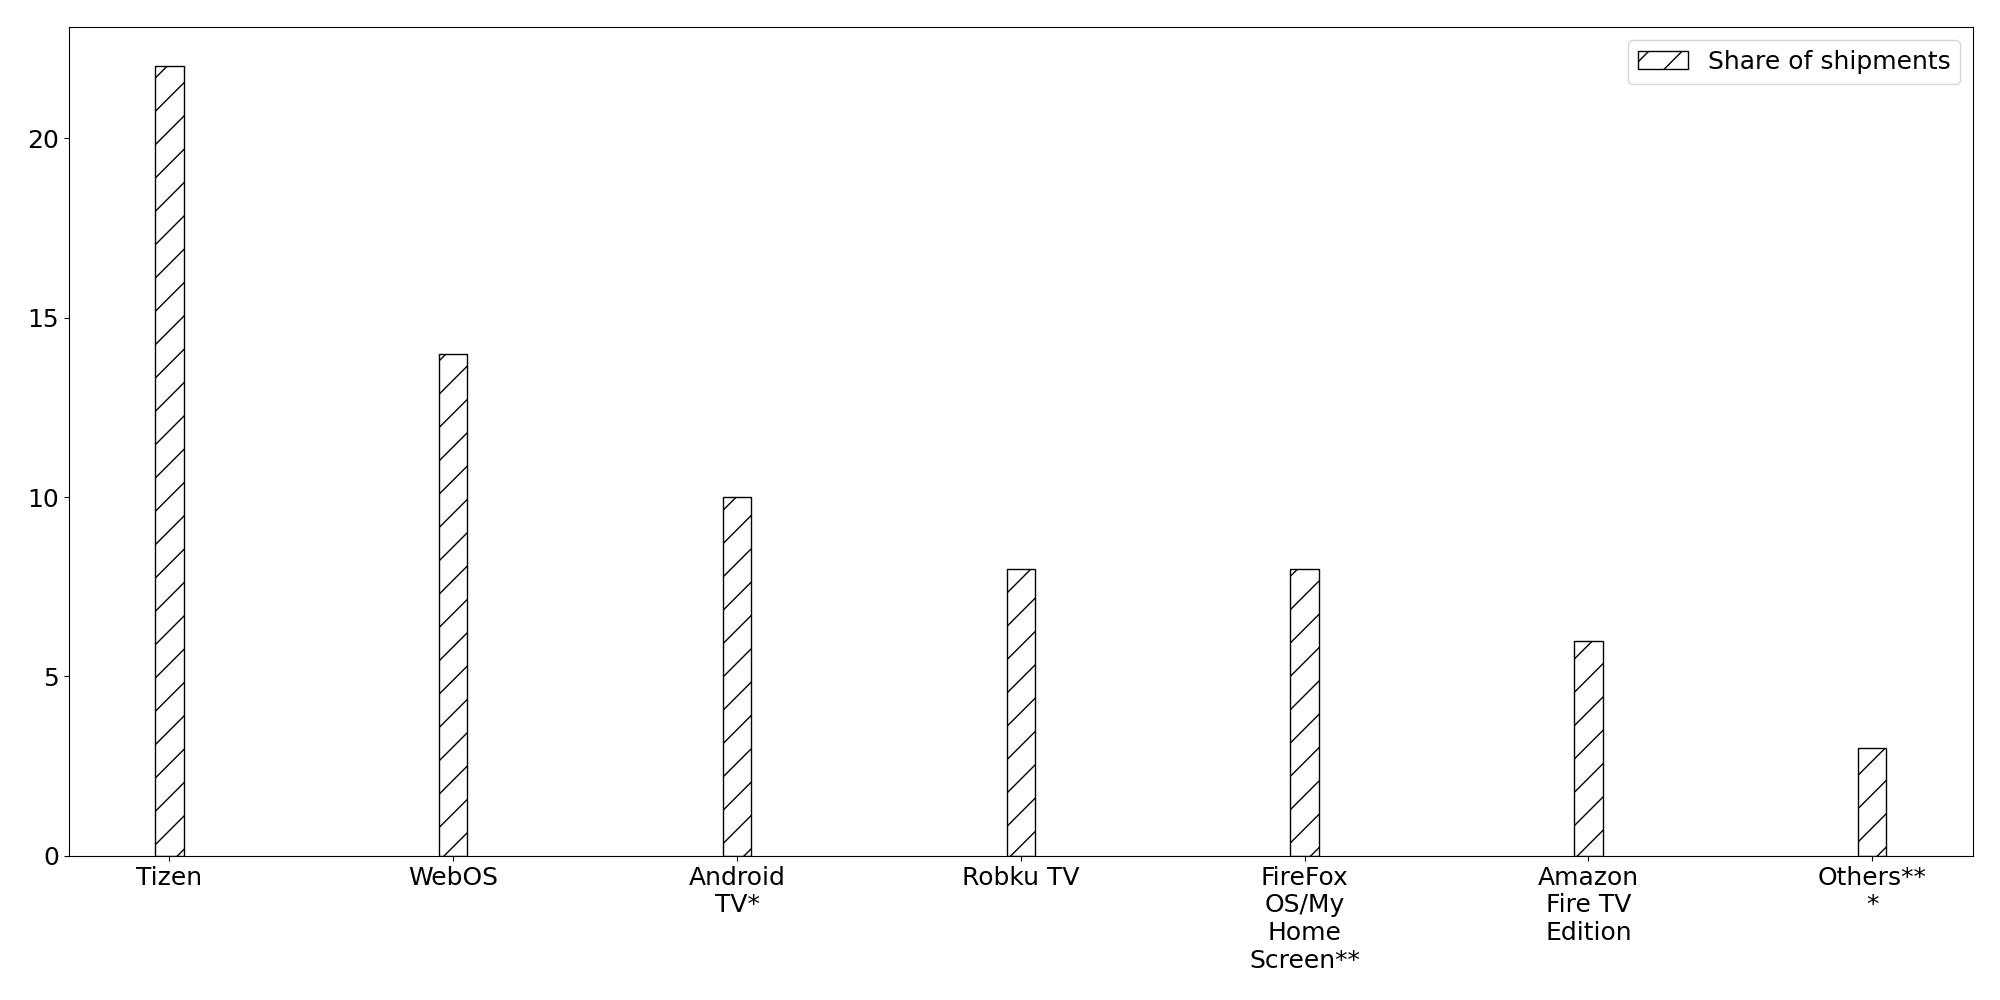 Share of shipments
20
15
10
5
0
Tizen
WebOS
Android
TV*
Robku TV
FireFox
OS/My
Home
Screen**
Amazon
Fire TV
Edition
Others**
*